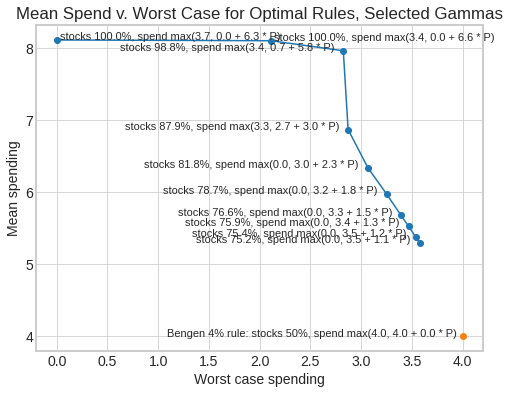 Mean Spend v. Worst Case for Optimal Rules, Selected Gammas
stocks 100.0%, spend max(3.7, 0.0 + 6.3 * P)
stocks 100.0%, spend max(3.4, 0.0 + 6.6 * P)
stocks 98.8%, spend max(3.4, 0.7 + 5.8 * P)
stocks 87.9%, spend max(3.3, 2.7 + 3.0 * P)
stocks 81.8%, spend max(0.0, 3.0 + 2.3 * P)
stocks 78.7%, spend max(0.0, 3.2 + 1.8 * P)
stocks 76.6%, spend max(0.0, 3.3 + 1.5 * P)
stocks 75.9%, spend max(0.0, 3.4 + 1.3 * P)
stocks 75.4%, spend max(0.0, 3.5 + 1.2 * P)
stocks 75.2%, spend max(0.0, 3.5 + 1.1 * P)
Bengen 4% rule: stocks 50%, spend max(4.0, 4.0 + 0.0 * P)
8
7
6
5
4
Mean spending
0.0 0.5 1.0 1.5 2.0 2.5 3.0 3.5 4.0
Worst case spending